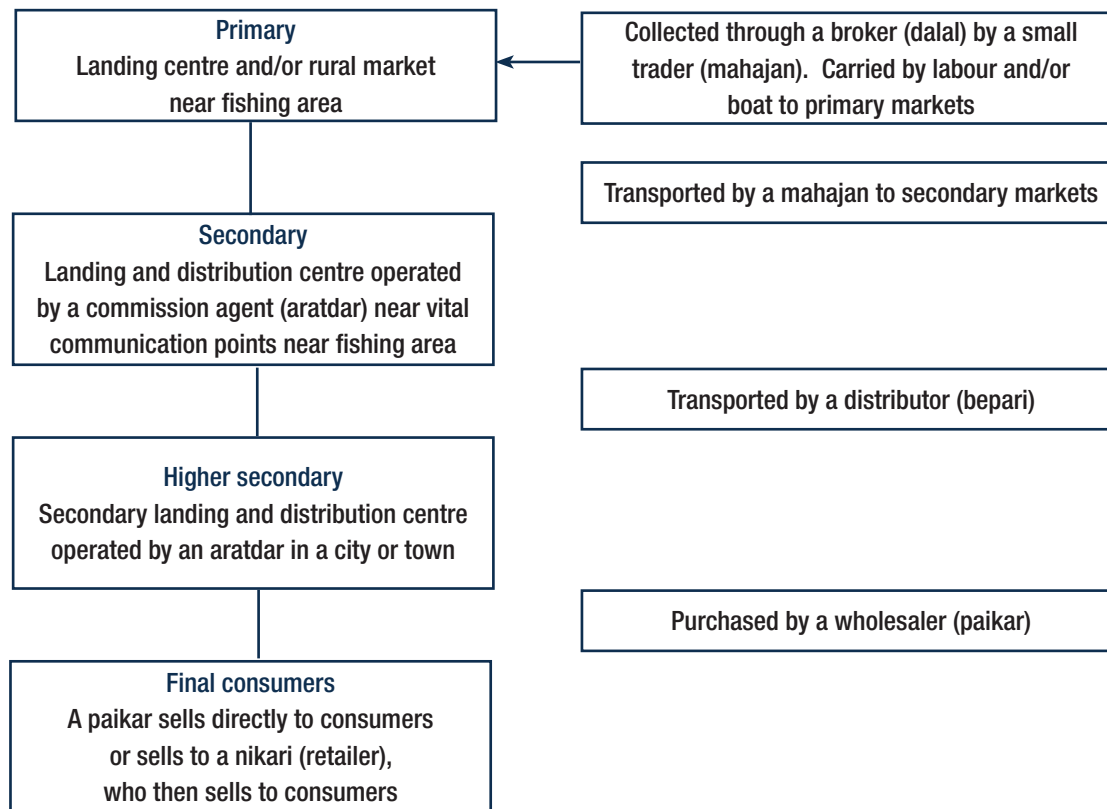 Primary
Landing centre and/or rural market
near fishing area
Collected through a broker (dalal) by a small
trader (mahajan). Carried by labour and/or
boat to primary markets
Transported by a mahajan to secondary markets
Secondary
Landing and distribution centre operated
by a commission agent (aratdar) near vital
communication points near fishing area
Transported by a distributor (bepari)
Higher secondary
Secondary landing and distribution centre
operated by an aratdar in a city or town
Purchased by a wholesaler (paikar)
Final consumers
A paikar sells directly to consumers
or sells to a nikari (retailer),
who then sells to consumers